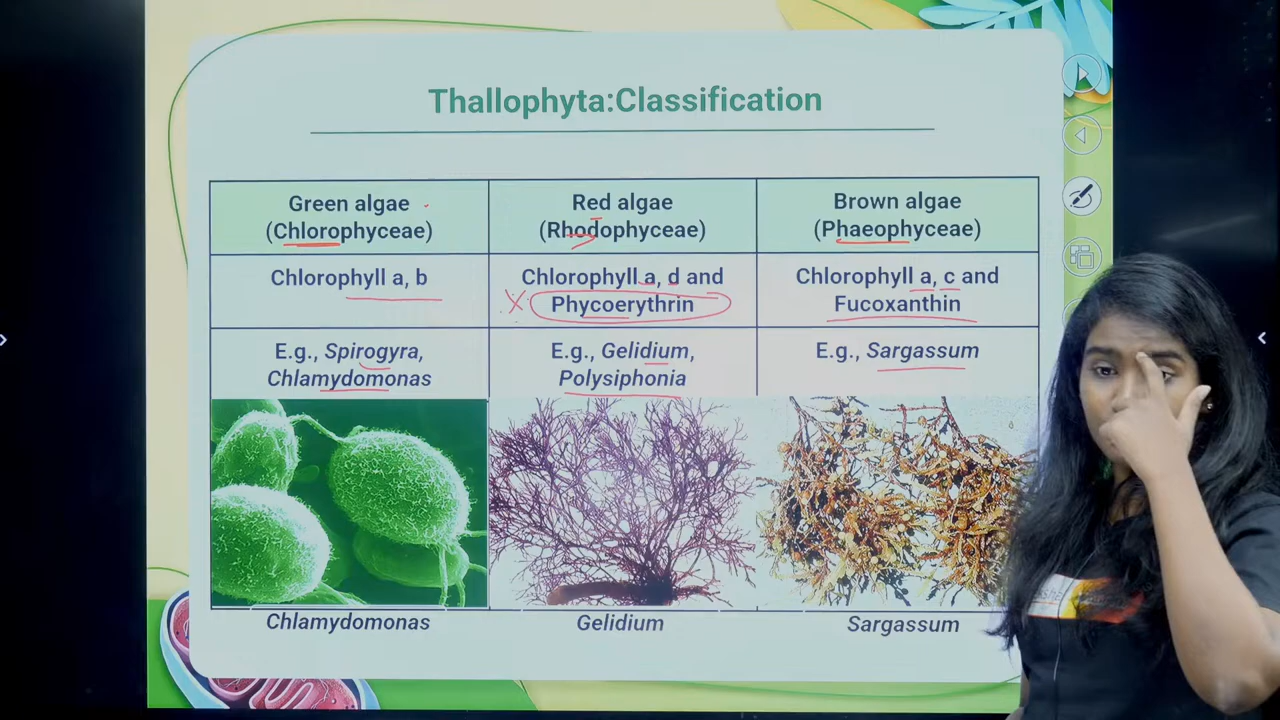 Thallophyta:Classification
Green algae
(Chlorophyceae)
Red algae
(Rhodophyceae)
Brown algae
(Phaeophyceae)
Chlorophyll a, b
Chlorophyll a, d and
Phycoerythrin
Chlorophyll a, c and
Fucoxanthin
E.g., Spirogyra,
Chlamydomonas
E.g., Gelidium,
Polysiphonia
E.g., Sargassum
Chlamydomonas
Gelidium
Sargassum